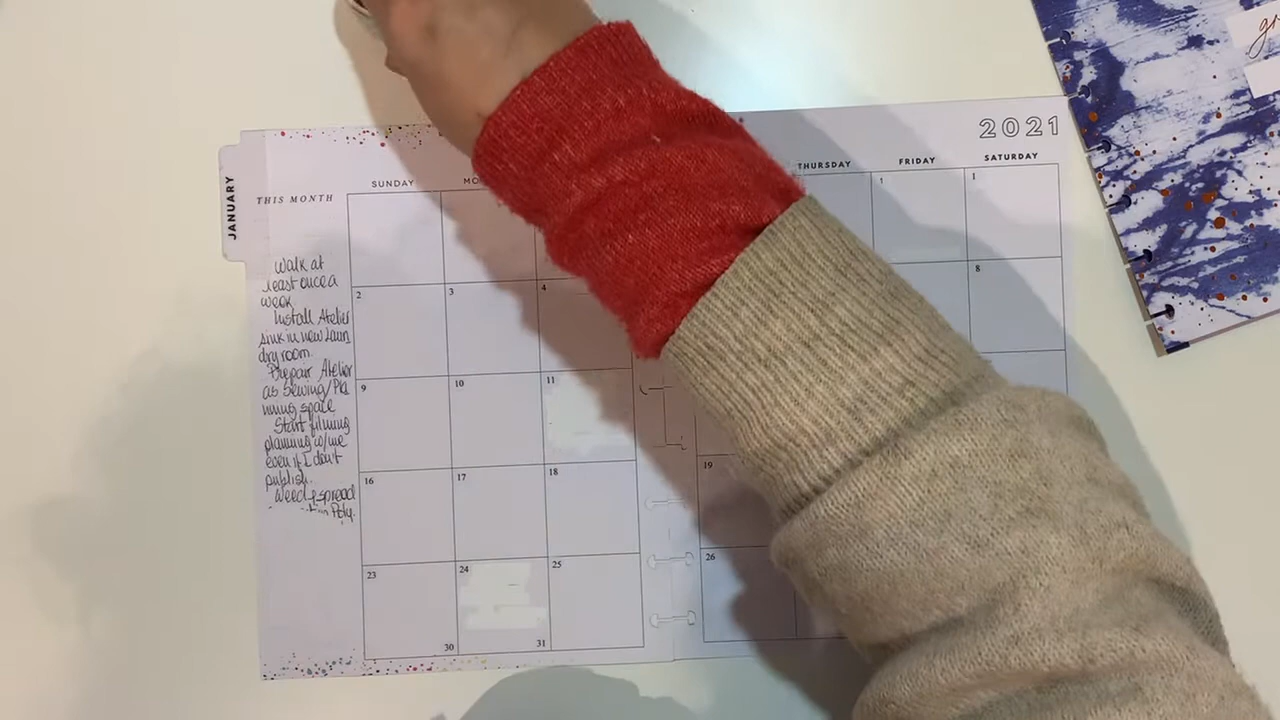 2021
JANUARY
THIS MONTH
SUNDAY
THURSDAY
FRIDAY
SATURDAY
1
1
2
3
4
8
9
10
11
16
17
18
19
23
24
25
26
30
31
Walk at
least once a
week.
Install Atelier
sink in new Laun
dry room.
Prepair Atelier
as sewing/Pla
nning space
Start filming
planning w/me
even if I don't
publish.
Weed & spread
Poly.